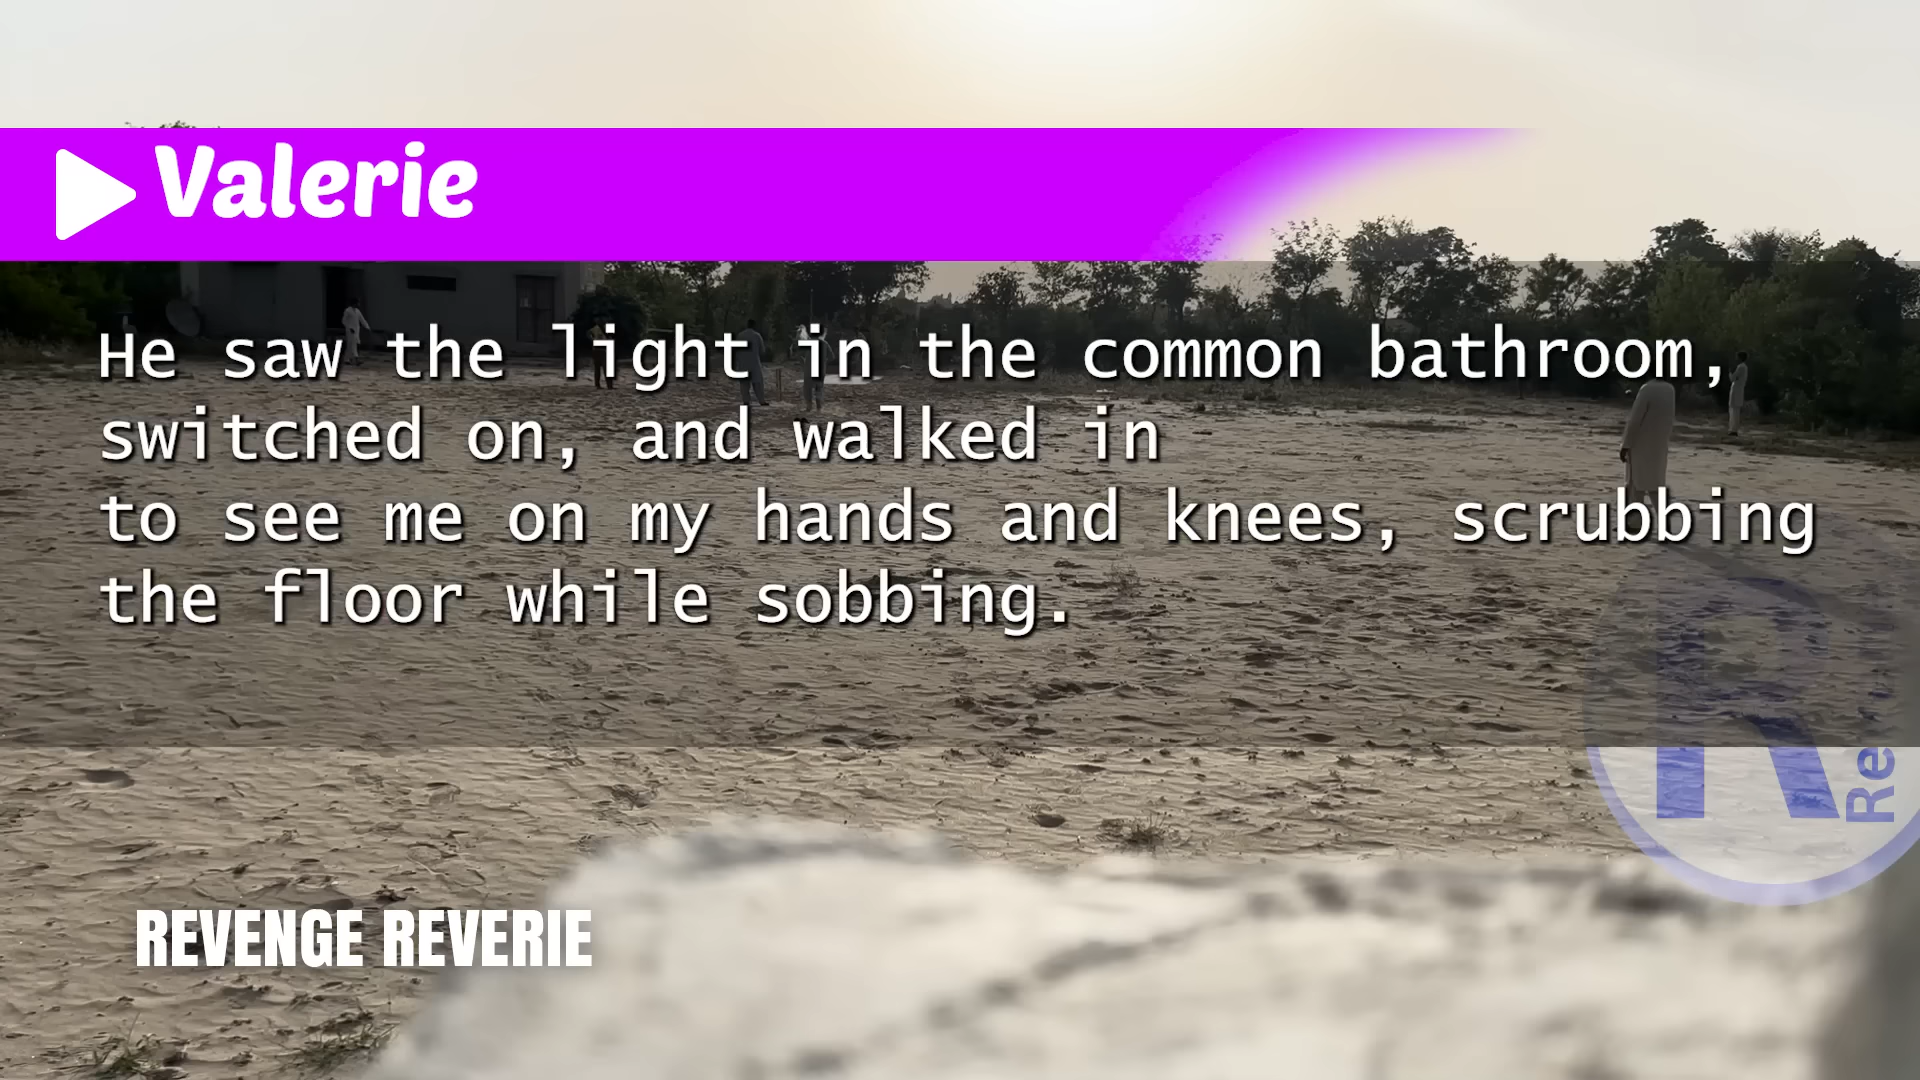 Valerie
He saw the light in the common bathroom,
switched on, and walked in
to see me on my hands and knees, scrubbing
the floor while sobbing.
R
Re
REVENGE REVERIE